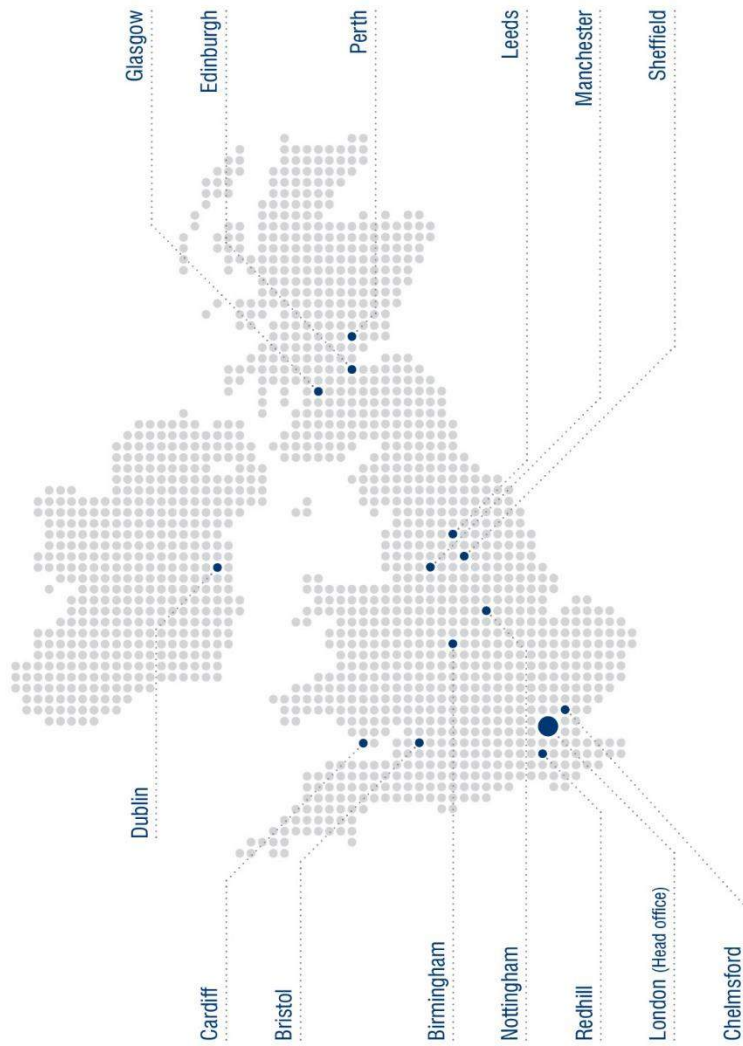 Glasgow
Edinburgh
Perth
Leeds
Manchester
Sheffield
Dublin
Cardiff
Bristol
Birmingham
Nottingham
Redhill
London (Head office)
Chelmsford